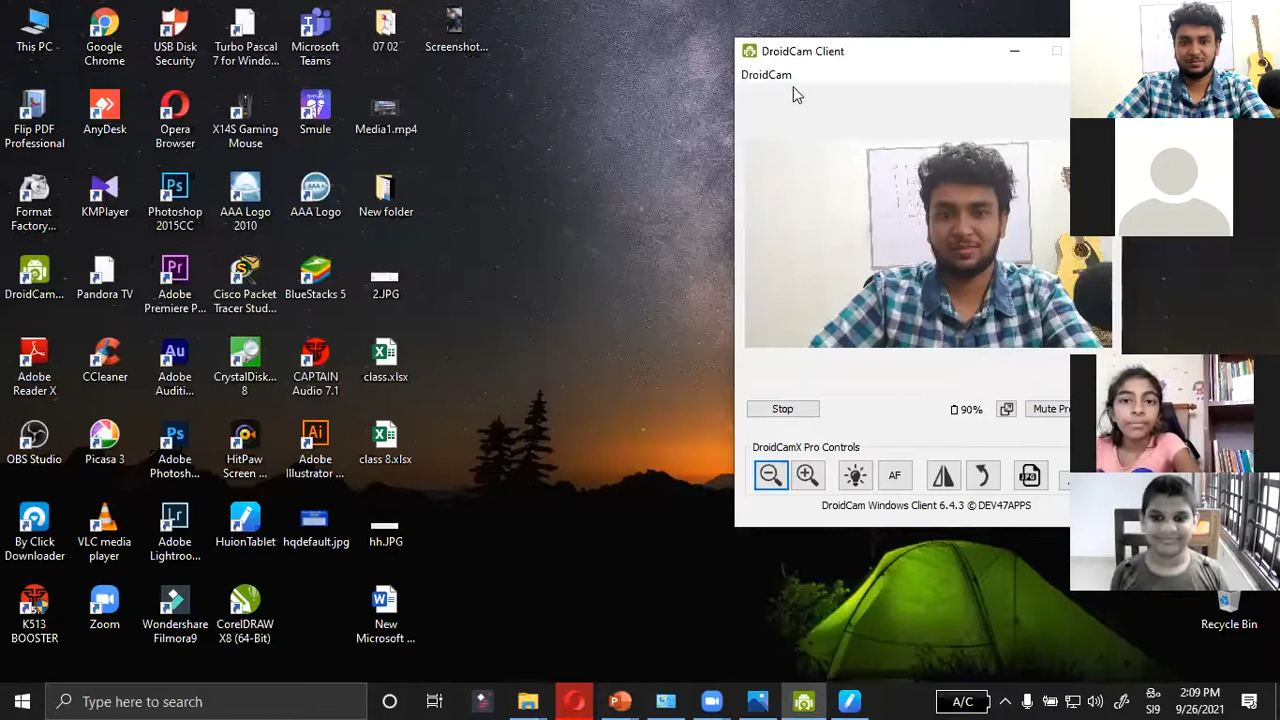 This PC
Google
Chrome
USB Disk
Security
Turbo Pascal
7 for Windo...
Microsoft
Teams
07 02
Screenshot...
Flip PDF
Professional
AnyDesk
Opera
Browser
X14S Gaming
Mouse
Smule
Media1.mp4
Format
Factory...
KMPlayer
Photoshop
2015CC
AAA Logo
2010
AAA Logo
New folder
DroidCam...
Pandora TV
Adobe
Premiere P...
Cisco Packet
Tracer Stud...
BlueStacks 5
2.JPG
Adobe
Reader X
CCleaner
Adobe
Auditi...
CrystalDisk...
8
CAPTAIN
Audio 7.1
class.xlsx
OBS Studio
Picasa 3
Adobe
Photosh...
HitPaw
Screen ...
Adobe
Illustrator ...
class 8.xlsx
By Click
Downloader
VLC media
player
Adobe
Lightroo...
HuionTablet
hqdefault.jpg
hh.JPG
K513
BOOSTER
Zoom
Wondershare
Filmora9
CorelDRAW
X8 (64-Bit)
New
Microsoft ...
DroidCam Client
DroidCam
Stop
90%
Mute Pr
DroidCamX Pro Controls
AF
JPG
DroidCam Windows Client 6.4.3 © DEV47APPS
Recycle Bin
Type here to search
A/C
සිං
SI9
2:09 PM
9/26/2021